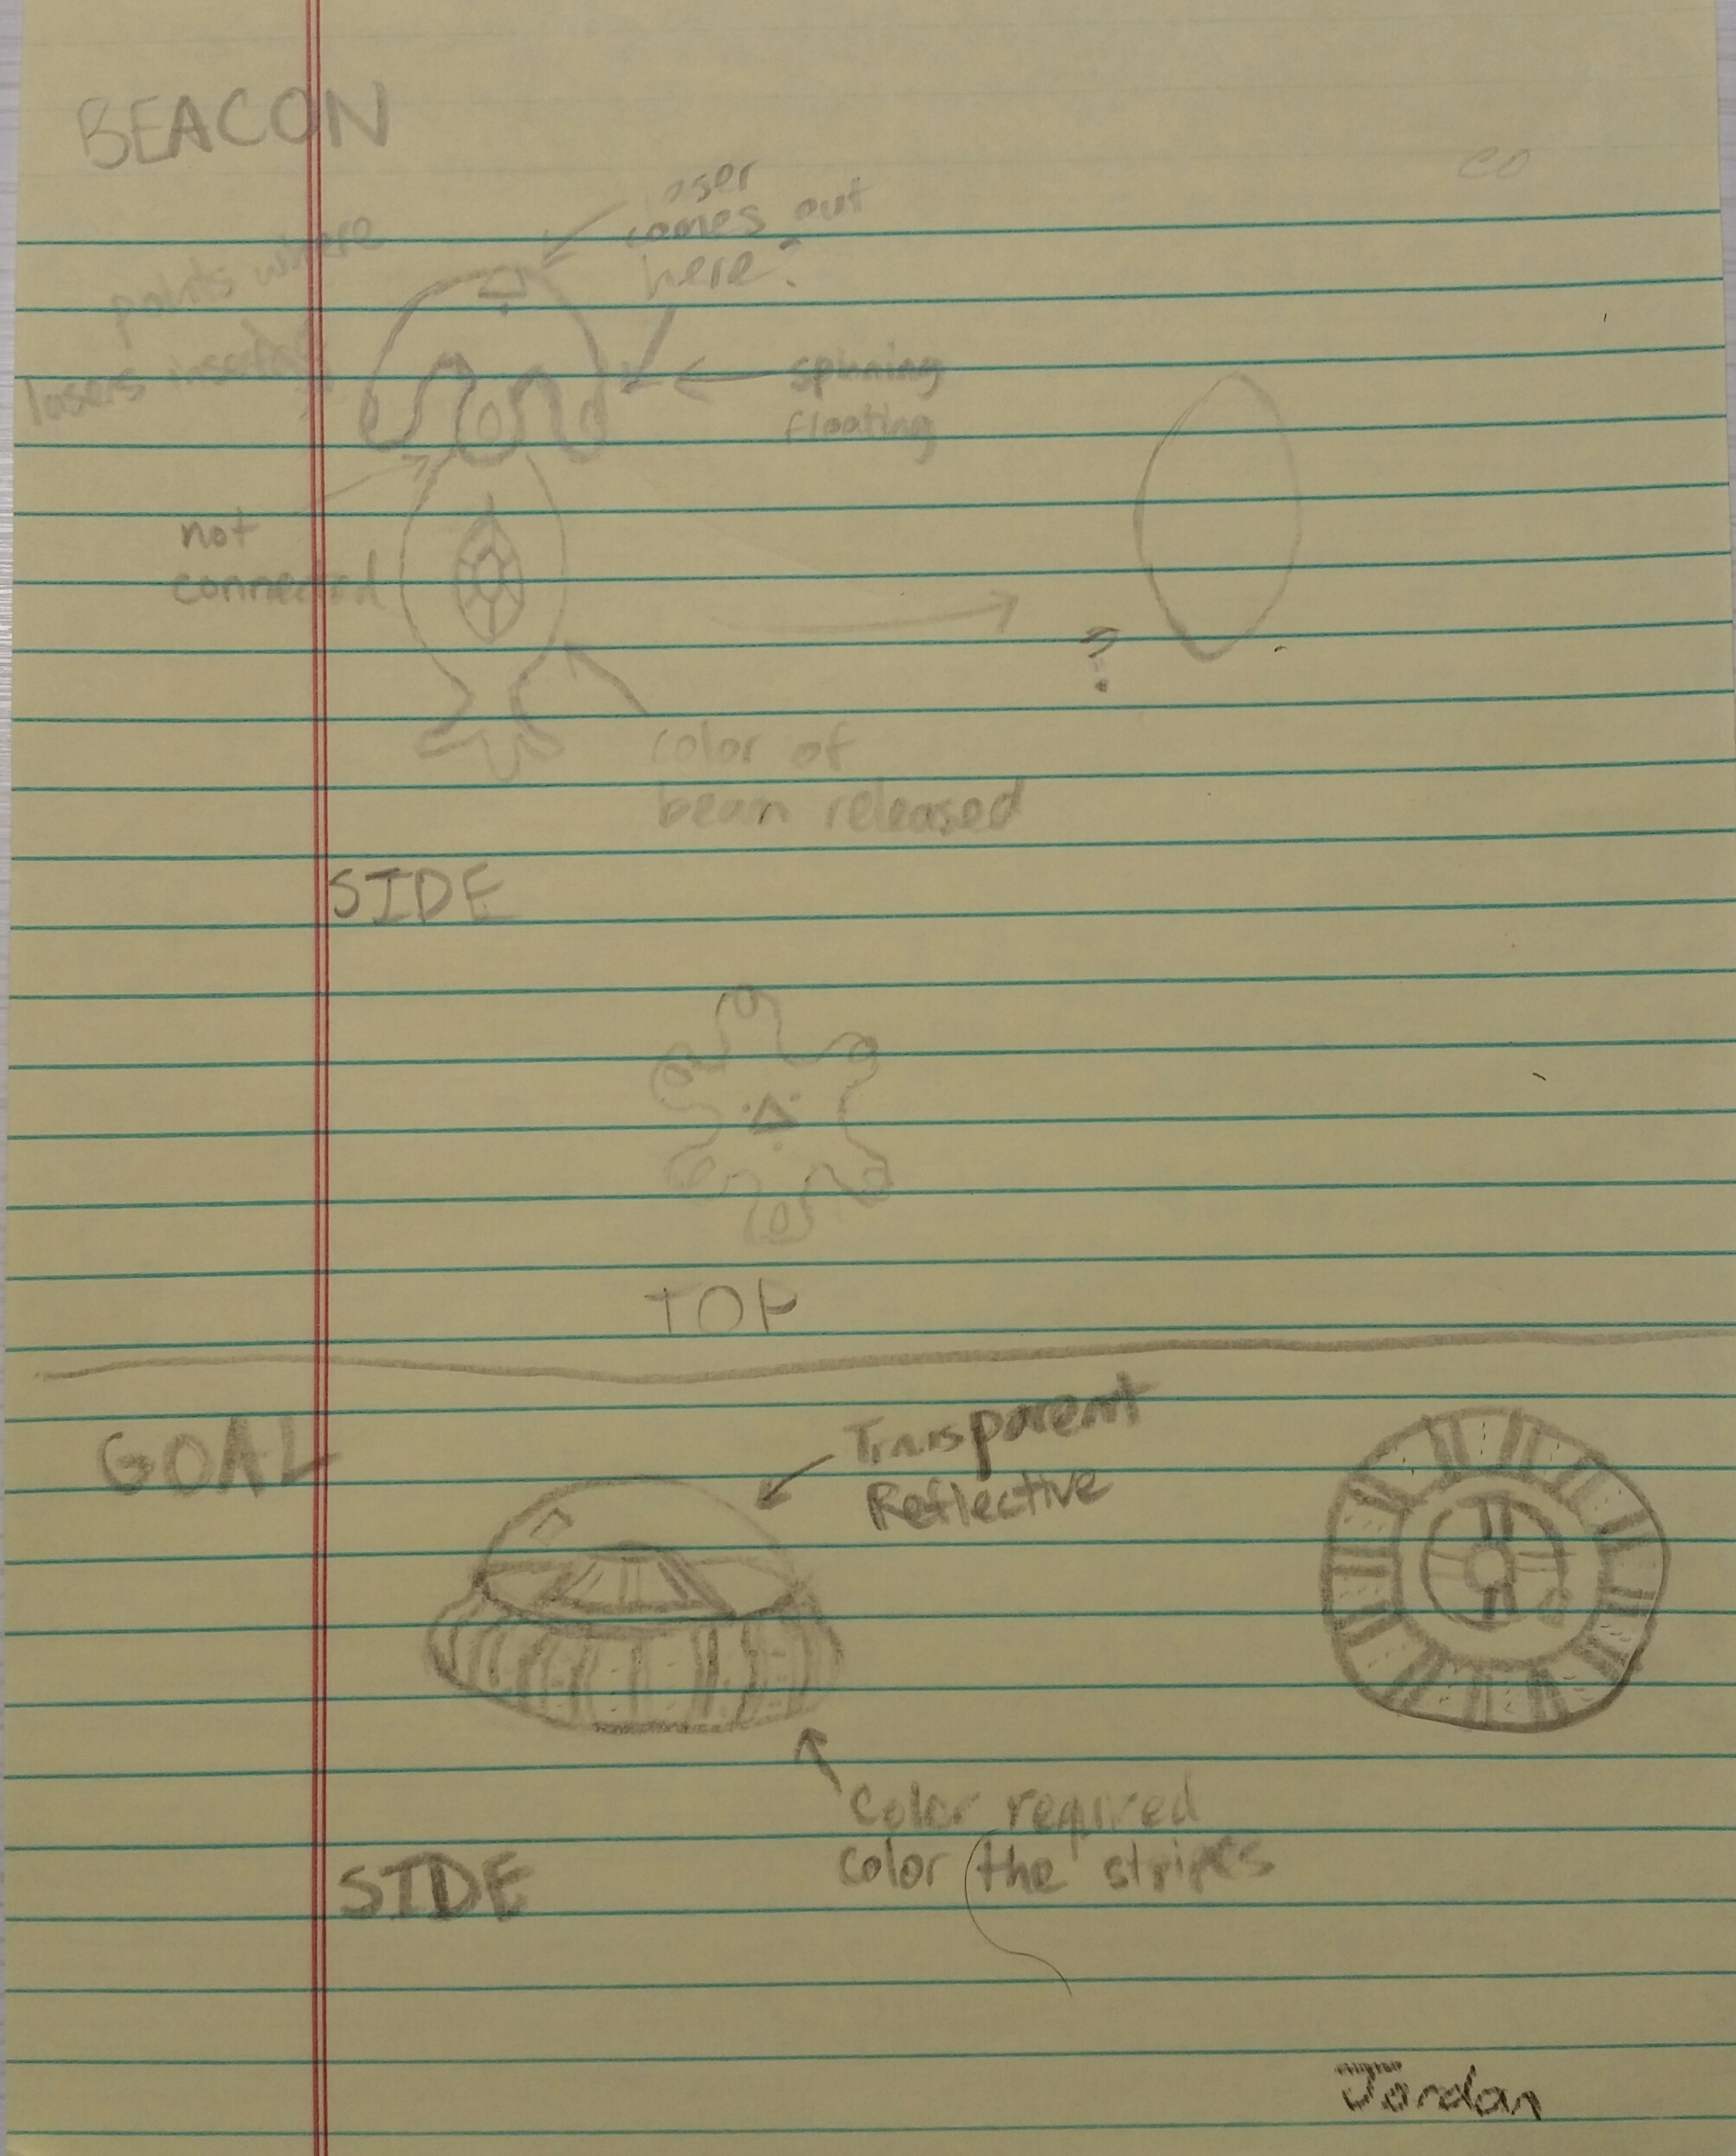 BEACON
co
laser
comes out
here?
points where
lasers
spinning
floating
not
connected
?
color of
beam released
SIDE
TOP
GOAL
Transparent
Reflective
Color required
color the stripes
SIDE
Jordan